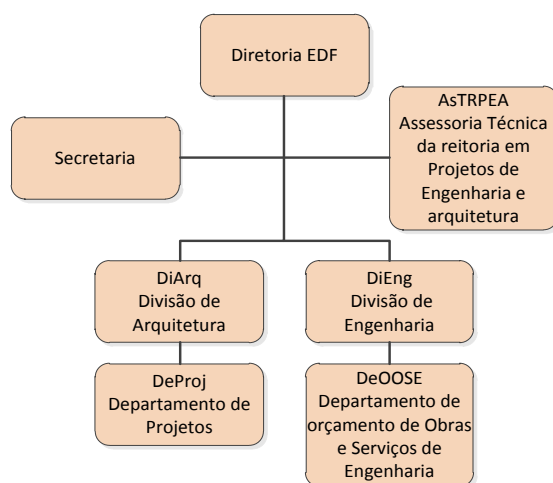 Diretoria EDF
Secretaria
AsTRPEA
Assessoria Técnica
da reitoria em
Projetos de
Engenharia e
arquitetura
DiArq
Divisão de
Arquitetura
DiEng
Divisão de
Engenharia
DeProj
Departamento de
Projetos
DeOOSE
Departamento de
orçamento de Obras
e Serviços de
Engenharia